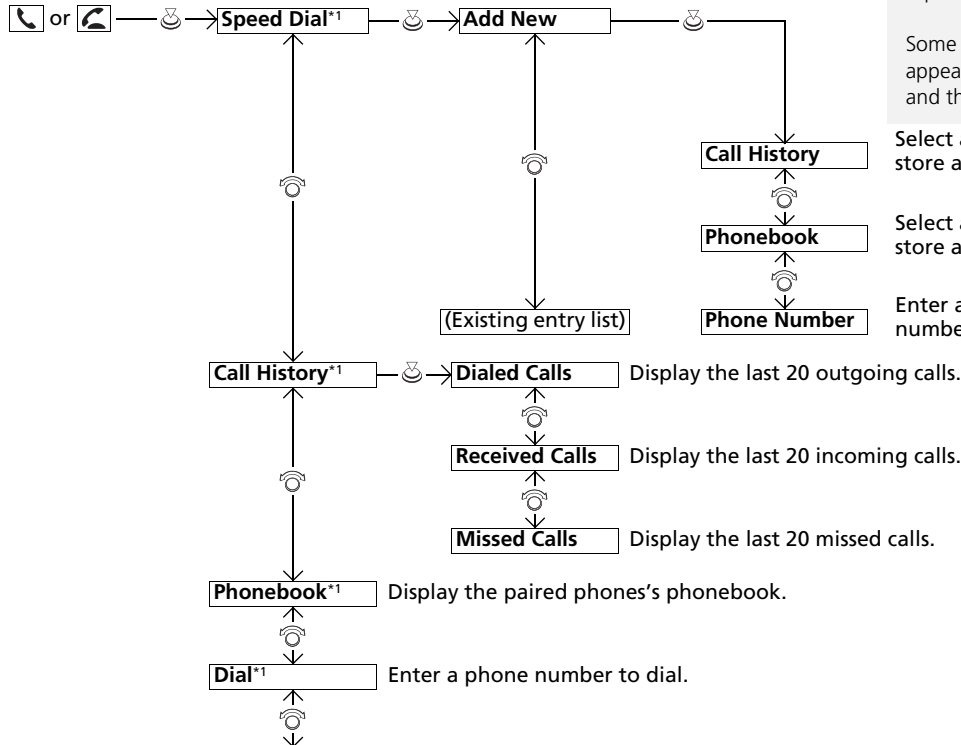 or Speed Dial*1 Add New
Some
appea
and th
Call History Select a
store a
Phonebook Select a
store a
(Existing entry list) Phone Number Enter a
numbe
Call History*1 Dialed Calls Display the last 20 outgoing calls.
Received Calls Display the last 20 incoming calls.
Missed Calls Display the last 20 missed calls.
Phonebook*1 Display the paired phones's phonebook.
Dial*1 Enter a phone number to dial.